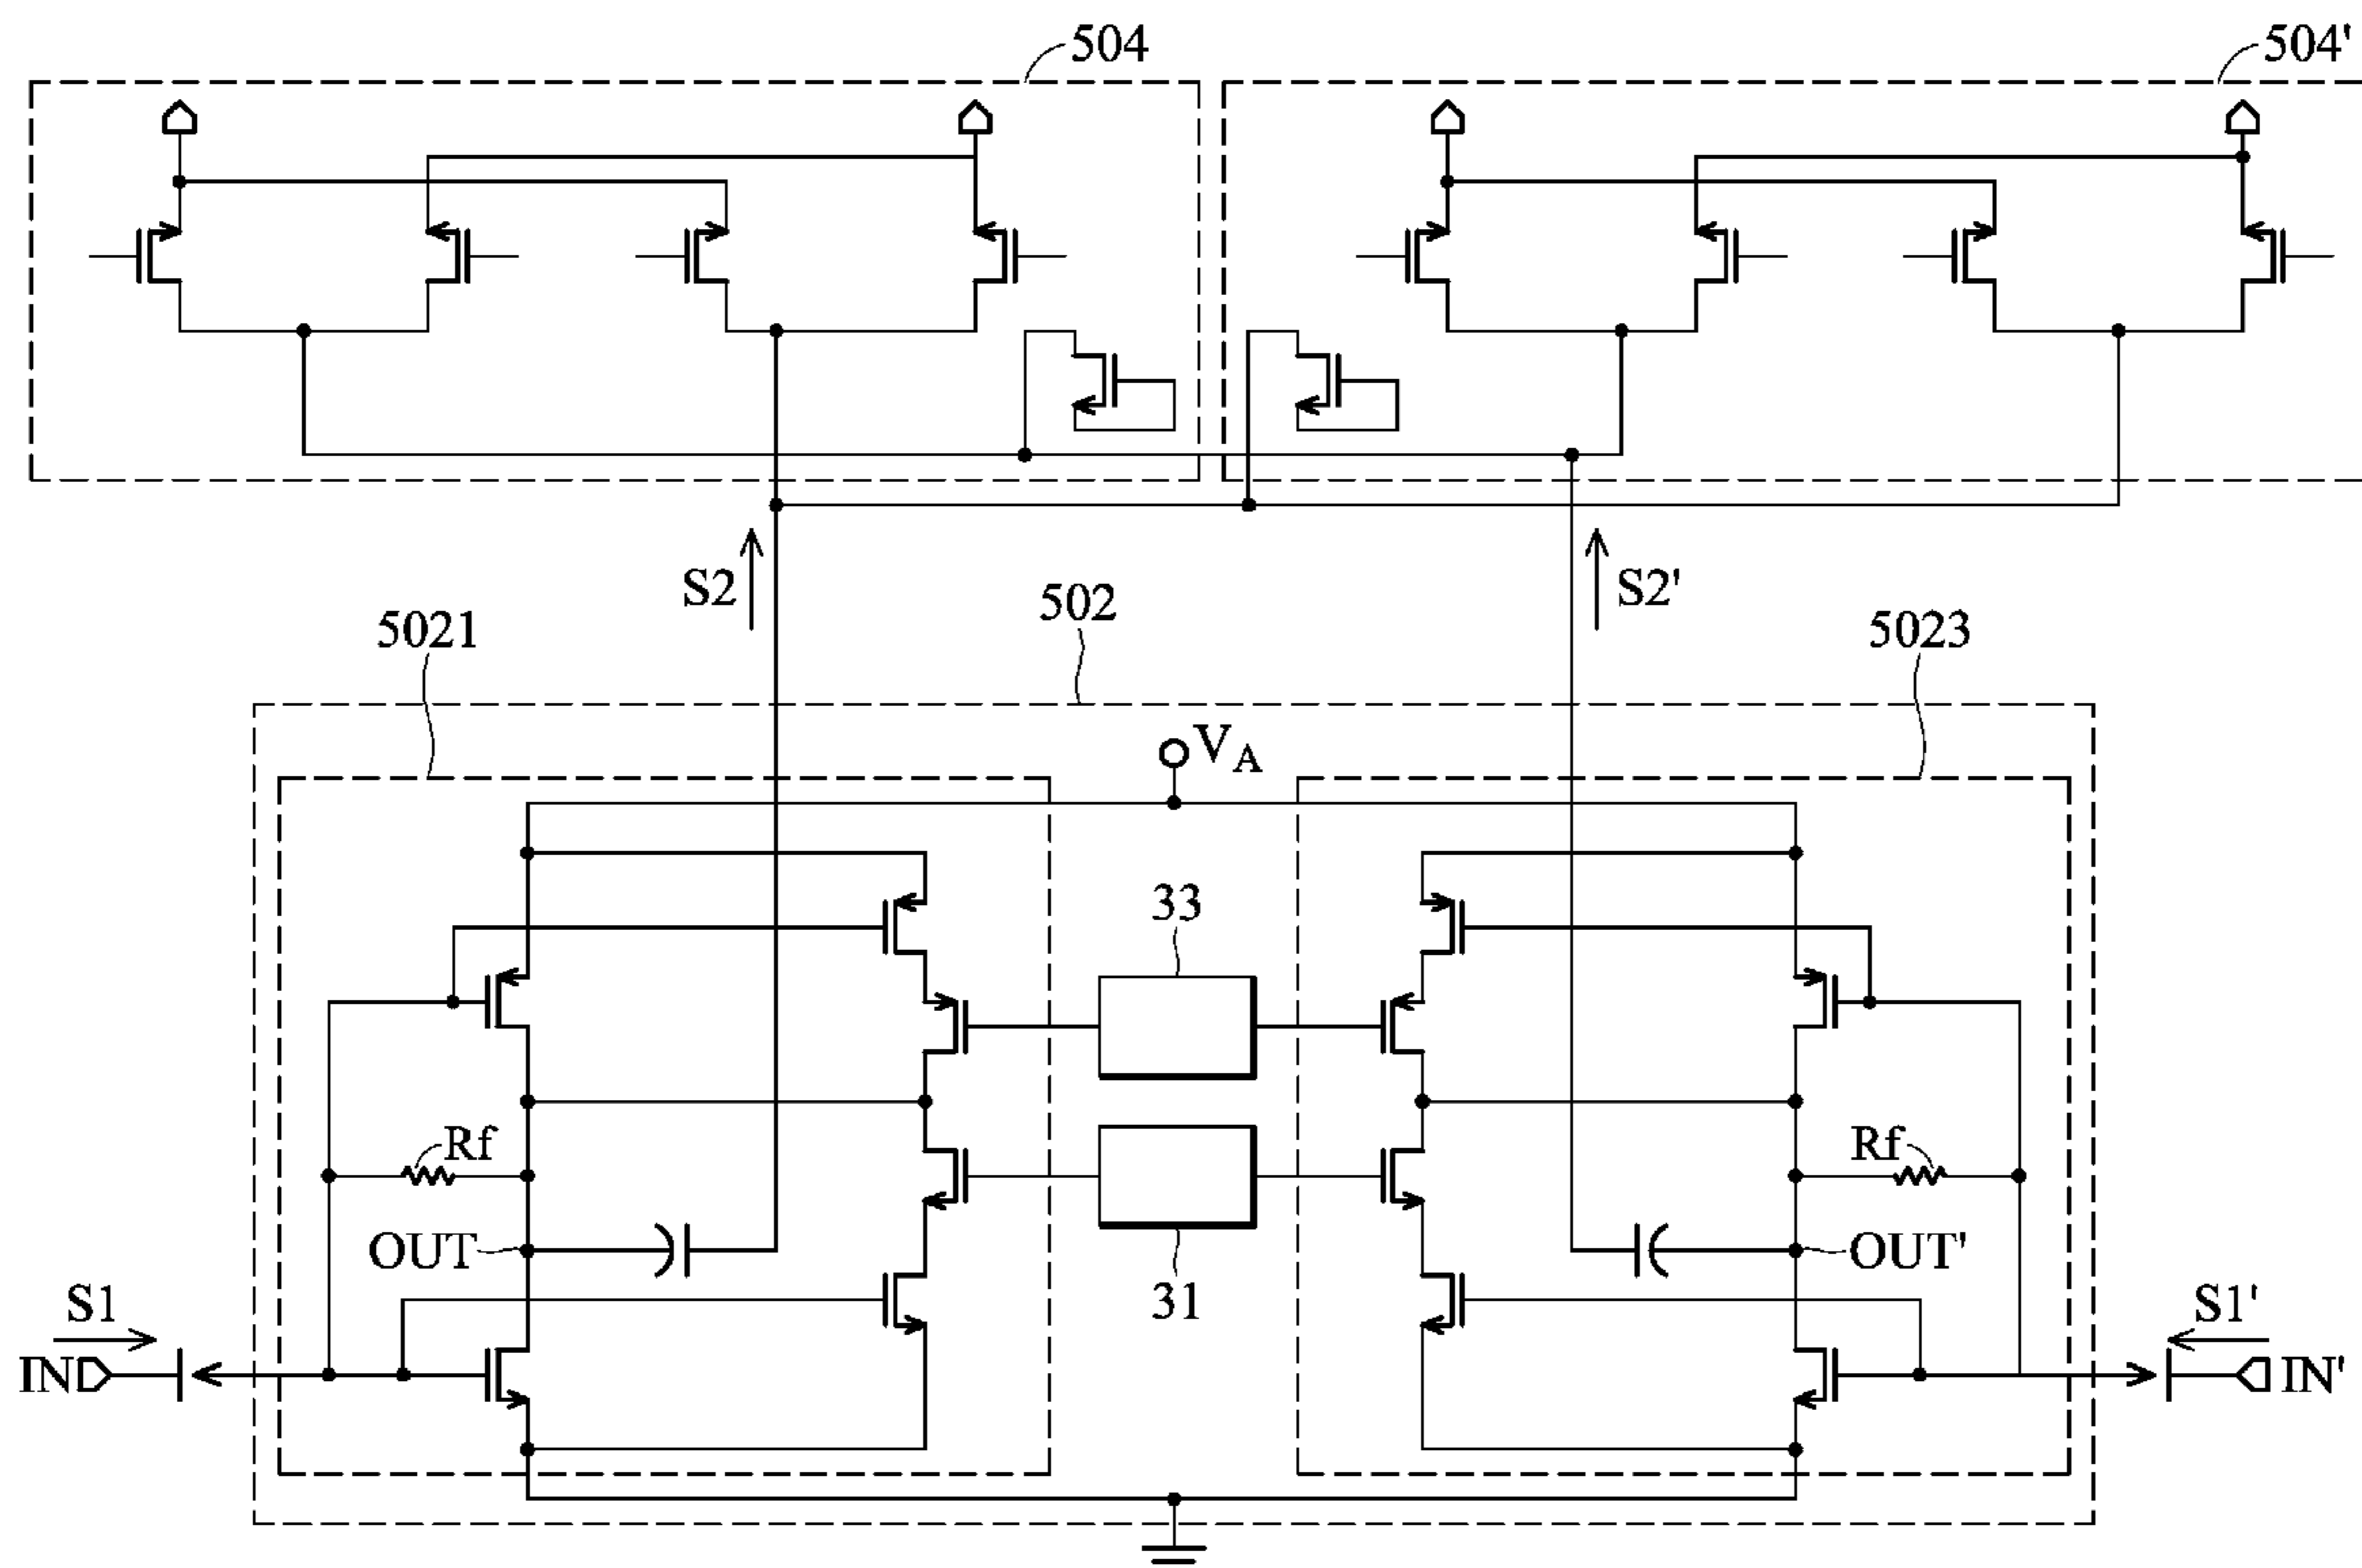 504
504'
S2
502
S2'
5021
5023
VA
33
Rf
Rf
OUT
OUT'
31
S1
S1'
IN
IN'